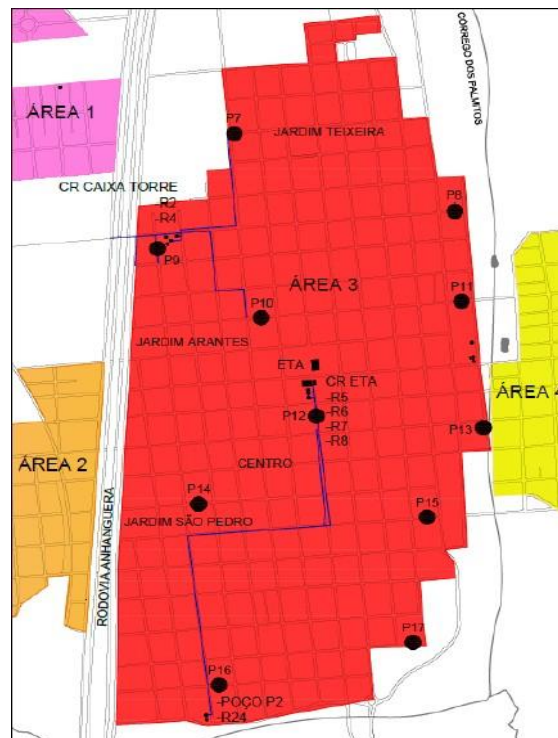 CÓRREGO DOS PALMITOS
ÁREA 1
P7
JARDIM TEIXEIRA
CR CAIXA TORRE
-R2
-R4
P8
P9
ÁREA 3
P11
P10
JARDIM ARANTES
ETA
CR ETA
-R5
-R6
-R7
-R8
P12
ÁREA 4
P13
ÁREA 2
CENTRO
P14
JARDIM SÃO PEDRO
P15
RODOVIA ANHANGUERA
P17
P16
-POÇO P2
-R24